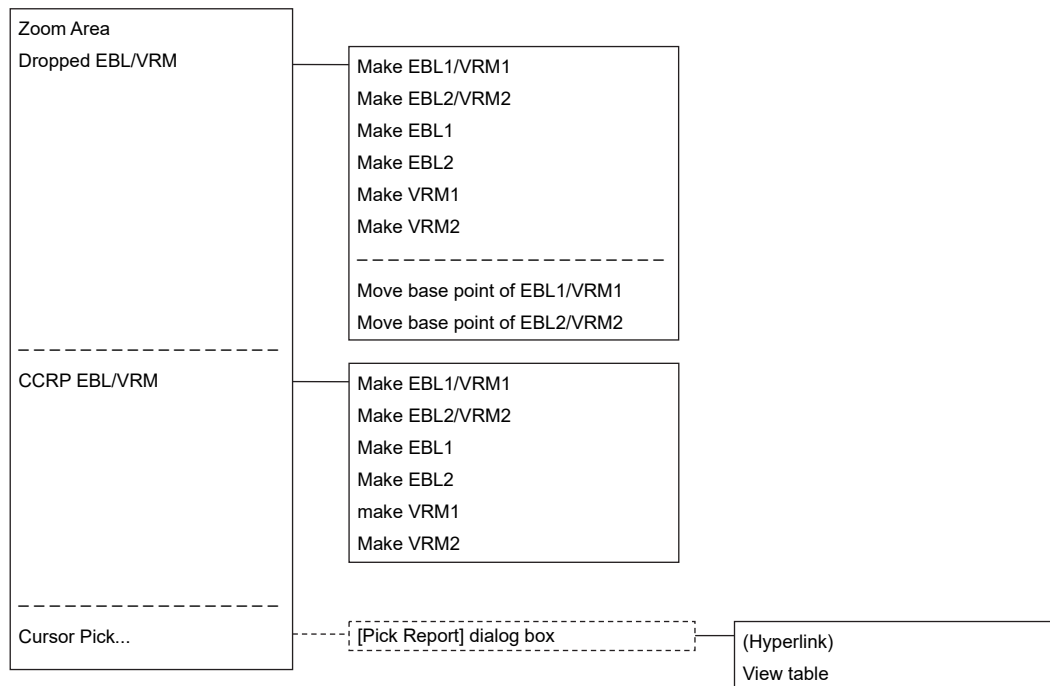 Zoom Area
Dropped EBL/VRM
Make EBL1/VRM1
Make EBL2/VRM2
Make EBL1
Make EBL2
Make VRM1
Make VRM2
Move base point of EBL1/VRM1
Move base point of EBL2/VRM2
CCRP EBL/VRM
Make EBL1/VRM1
Make EBL2/VRM2
Make EBL1
Make EBL2
make VRM1
Make VRM2
Cursor Pick...
[Pick Report] dialog box
(Hyperlink)
View table